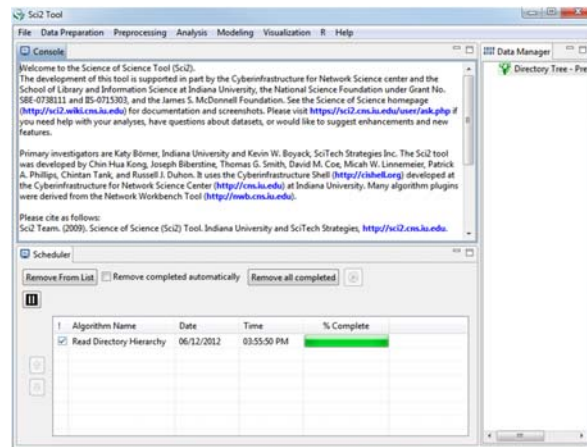 Sci2 Tool
File Data Preparation Preprocessing Analysis Modeling Visualization R Help
Console
Welcome to the Science of Science Tool (Sci2).
The development of this tool is supported in part by the Cyberinfrastructure for Network Science center and the
School of Library and Information Science at Indiana University, the National Science Foundation under Grant No.
SBE-0738111 and IIS-0715303, and the James S. McDonnell Foundation. See the Science of Science homepage
(http://sci2.wiki.cns.iu.edu) for documentation and screenshots. Please visit https://sci2.cns.iu.edu/user/ask.php if
you need help with your analyses, have questions about datasets, or would like to suggest enhancements and new
features.
Primary investigators are Katy Börner, Indiana University and Kevin W. Boyack, SciTech Strategies Inc. The Sci2 tool
was developed by Chin Hua Kong, Joseph Biberstine, Thomas G. Smith, David M. Coe, Micah W. Linnemeier, Patrick
A. Phillips, Chintan Tank, and Russell J. Duhon. It uses the Cyberinfrastructure Shell (http://cishell.org) developed at
the Cyberinfrastructure for Network Science Center (http://cns.iu.edu) at Indiana University. Many algorithm plugins
were derived from the Network Workbench Tool (http://nwb.cns.iu.edu).
Please cite as follows:
Sci2 Team. (2009). Science of Science (Sci2) Tool. Indiana University and SciTech Strategies, http://sci2.cns.iu.edu.
Data Manager
Directory Tree - Pre
Scheduler
Remove From List Remove completed automatically Remove all completed
! Algorithm Name Date Time % Complete
Read Directory Hierarchy 06/12/2012 03:55:50 PM